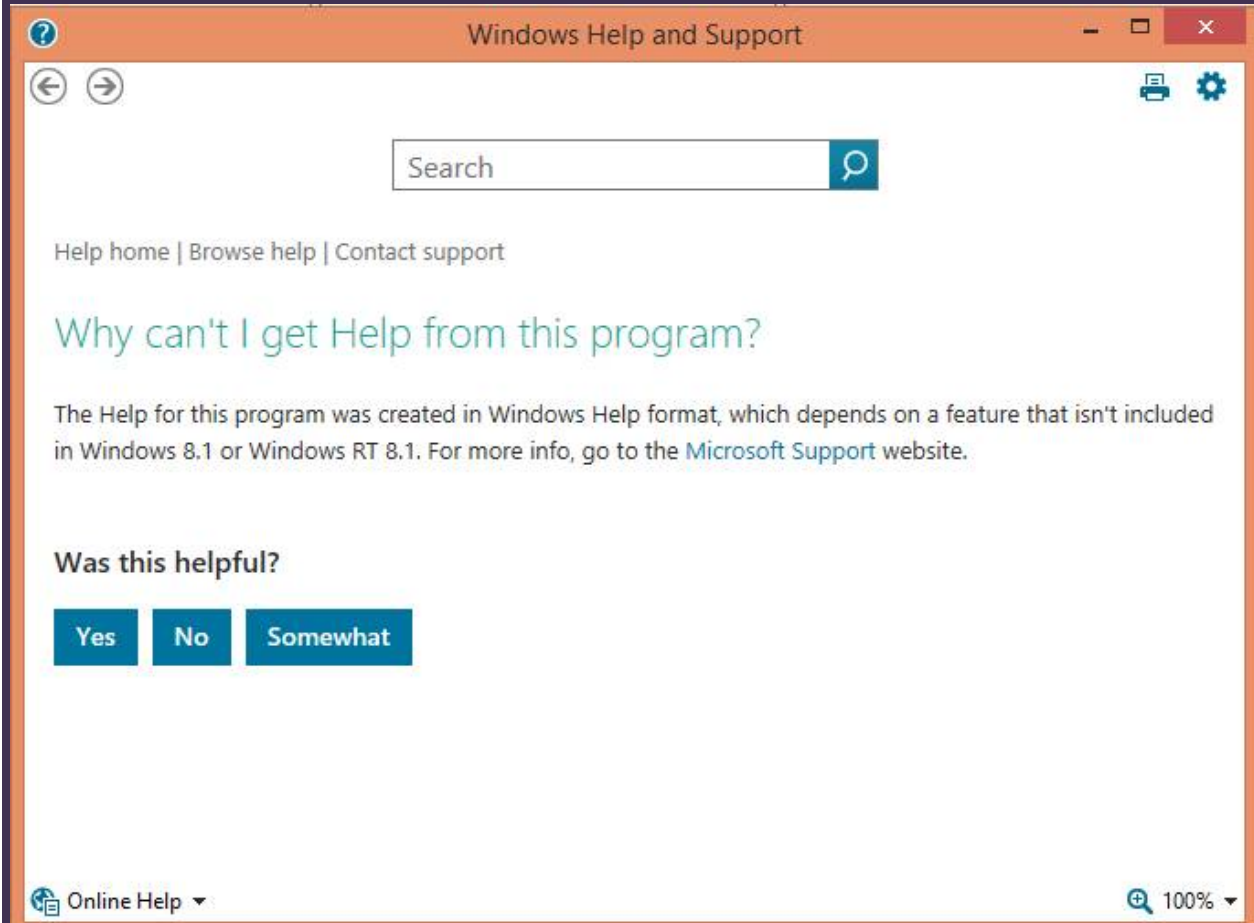 Windows Help and Support
Search
Help home | Browse help | Contact support
Why can't I get Help from this program?
The Help for this program was created in Windows Help format, which depends on a feature that isn't included
in Windows 8.1 or Windows RT 8.1. For more info, go to the Microsoft Support website.
Was this helpful?
Yes No Somewhat
Online Help 100%